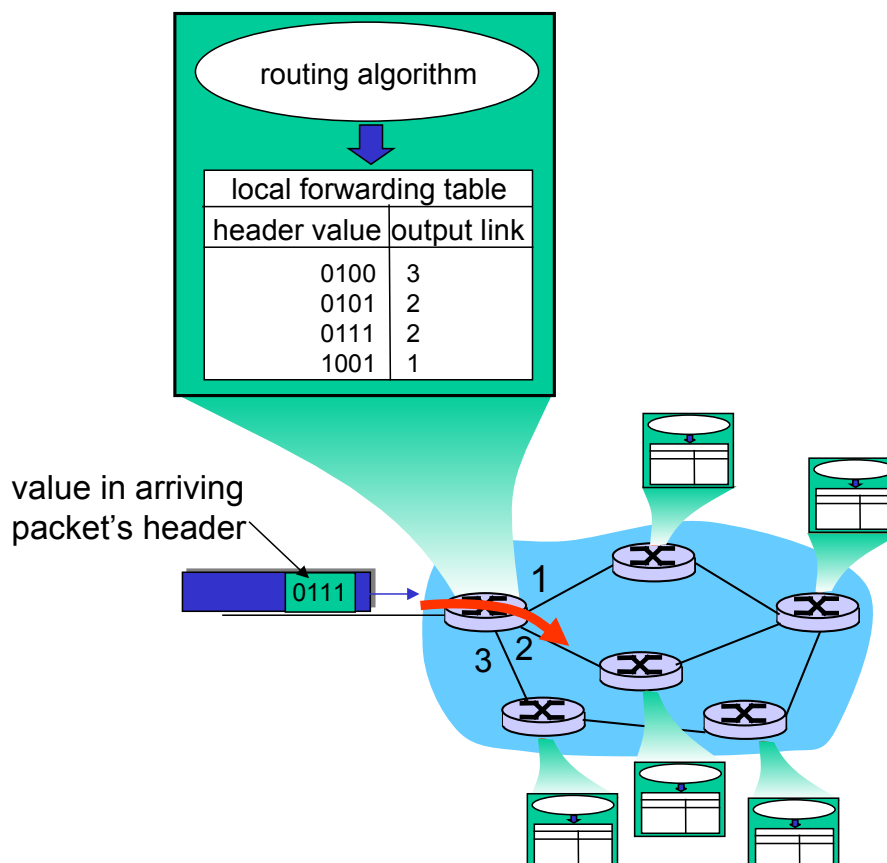 routing algorithm
local forwarding table
header value output link
0100 3
0101 2
0111 2
1001 1
value in arriving
packet's header
0111
1
2
3